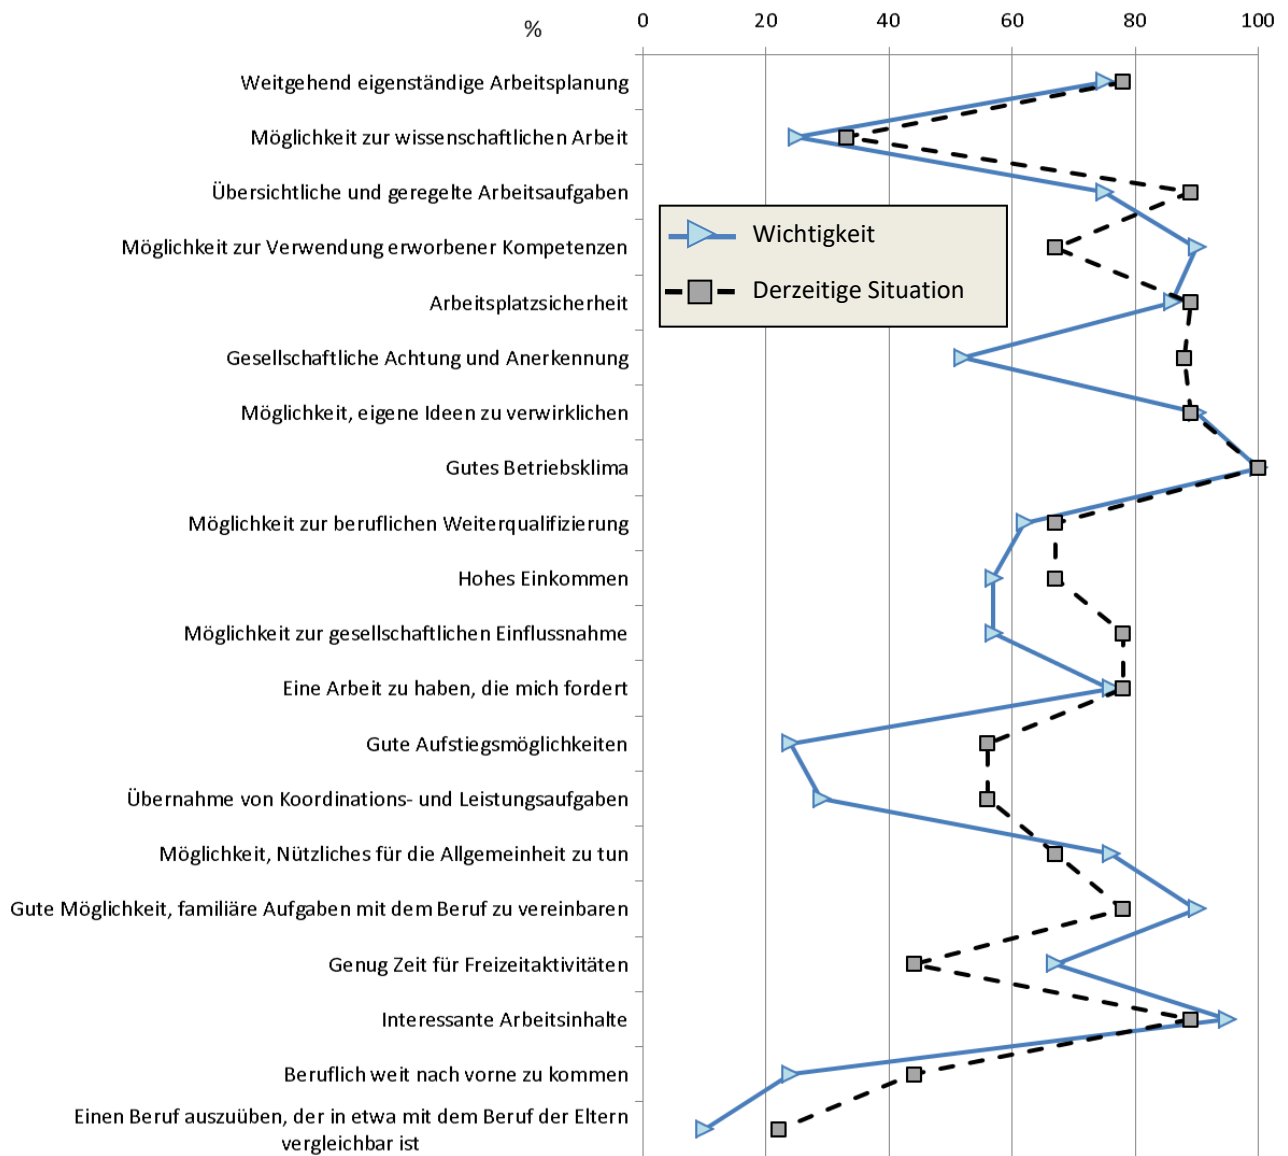 % 0 20 40 60 80 100
Weitgehend eigenständige Arbeitsplanung
Möglichkeit zur wissenschaftlichen Arbeit
Übersichtliche und geregelte Arbeitsaufgaben
Möglichkeit zur Verwendung erworbener Kompetenzen
Arbeitsplatzsicherheit
Gesellschaftliche Achtung und Anerkennung
Möglichkeit, eigene Ideen zu verwirklichen
Gutes Betriebsklima
Möglichkeit zur beruflichen Weiterqualifizierung
Hohes Einkommen
Möglichkeit zur gesellschaftlichen Einflussnahme
Eine Arbeit zu haben, die mich fordert
Gute Aufstiegsmöglichkeiten
Übernahme von Koordinations- und Leistungsaufgaben
Möglichkeit, Nützliches für die Allgemeinheit zu tun
Gute Möglichkeit, familiäre Aufgaben mit dem Beruf zu vereinbaren
Genug Zeit für Freizeitaktivitäten
Interessante Arbeitsinhalte
Beruflich weit nach vorne zu kommen
Einen Beruf auszuüben, der in etwa mit dem Beruf der Eltern
vergleichbar ist
Wichtigkeit
Derzeitige Situation